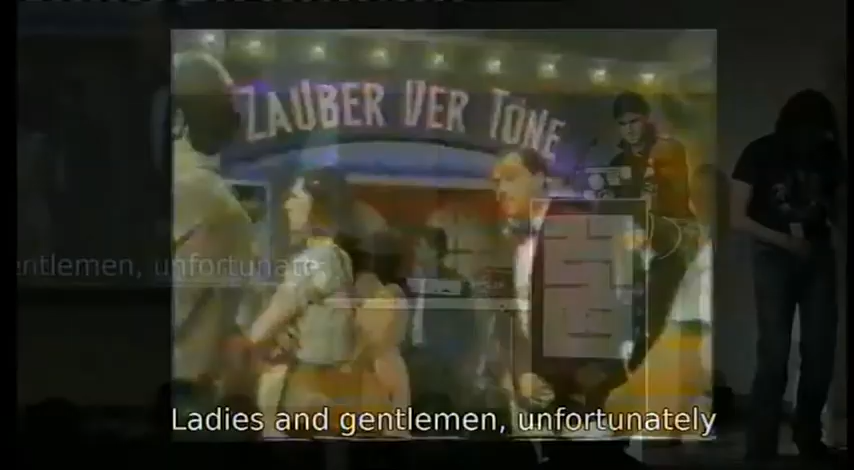 ZAUBER DER TÖNE
entlemen, unfortunate
Ladies and gentlemen, unfortunately